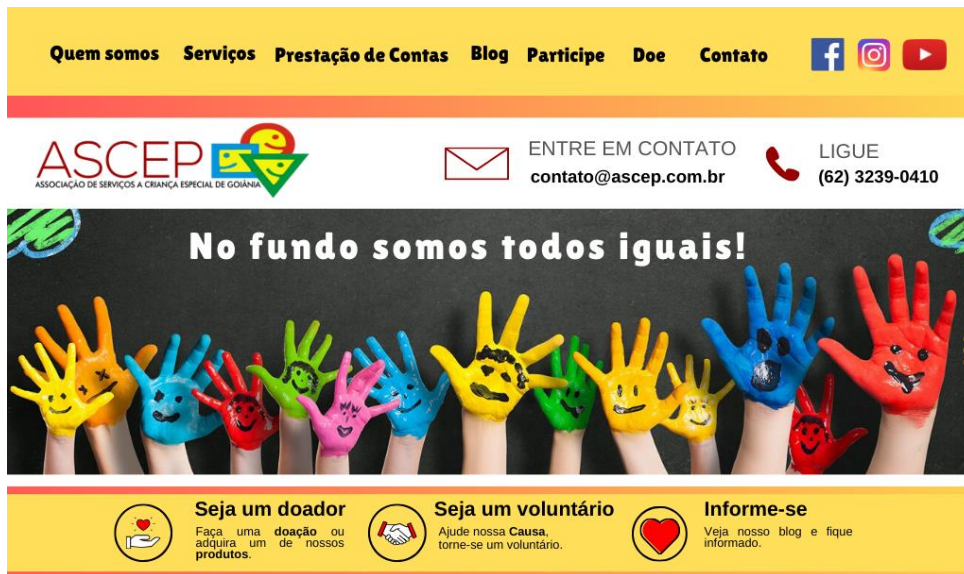 Quem somos Serviços Prestação de Contas Blog Participe Doe Contato
ASCEP
ASSOCIAÇÃO DE SERVIÇOS A CRIANÇA ESPECIAL DE GOIÂNIA
ENTRE EM CONTATO
contato@ascep.com.br
LIGUE
(62) 3239-0410
No fundo somos todos iguais!
Seja um doador
Faça uma doação ou
adquira um de nossos
produtos.
Seja um voluntário
Ajude nossa Causa,
torne-se um voluntário.
Informe-se
Veja nosso blog e fique
informado.